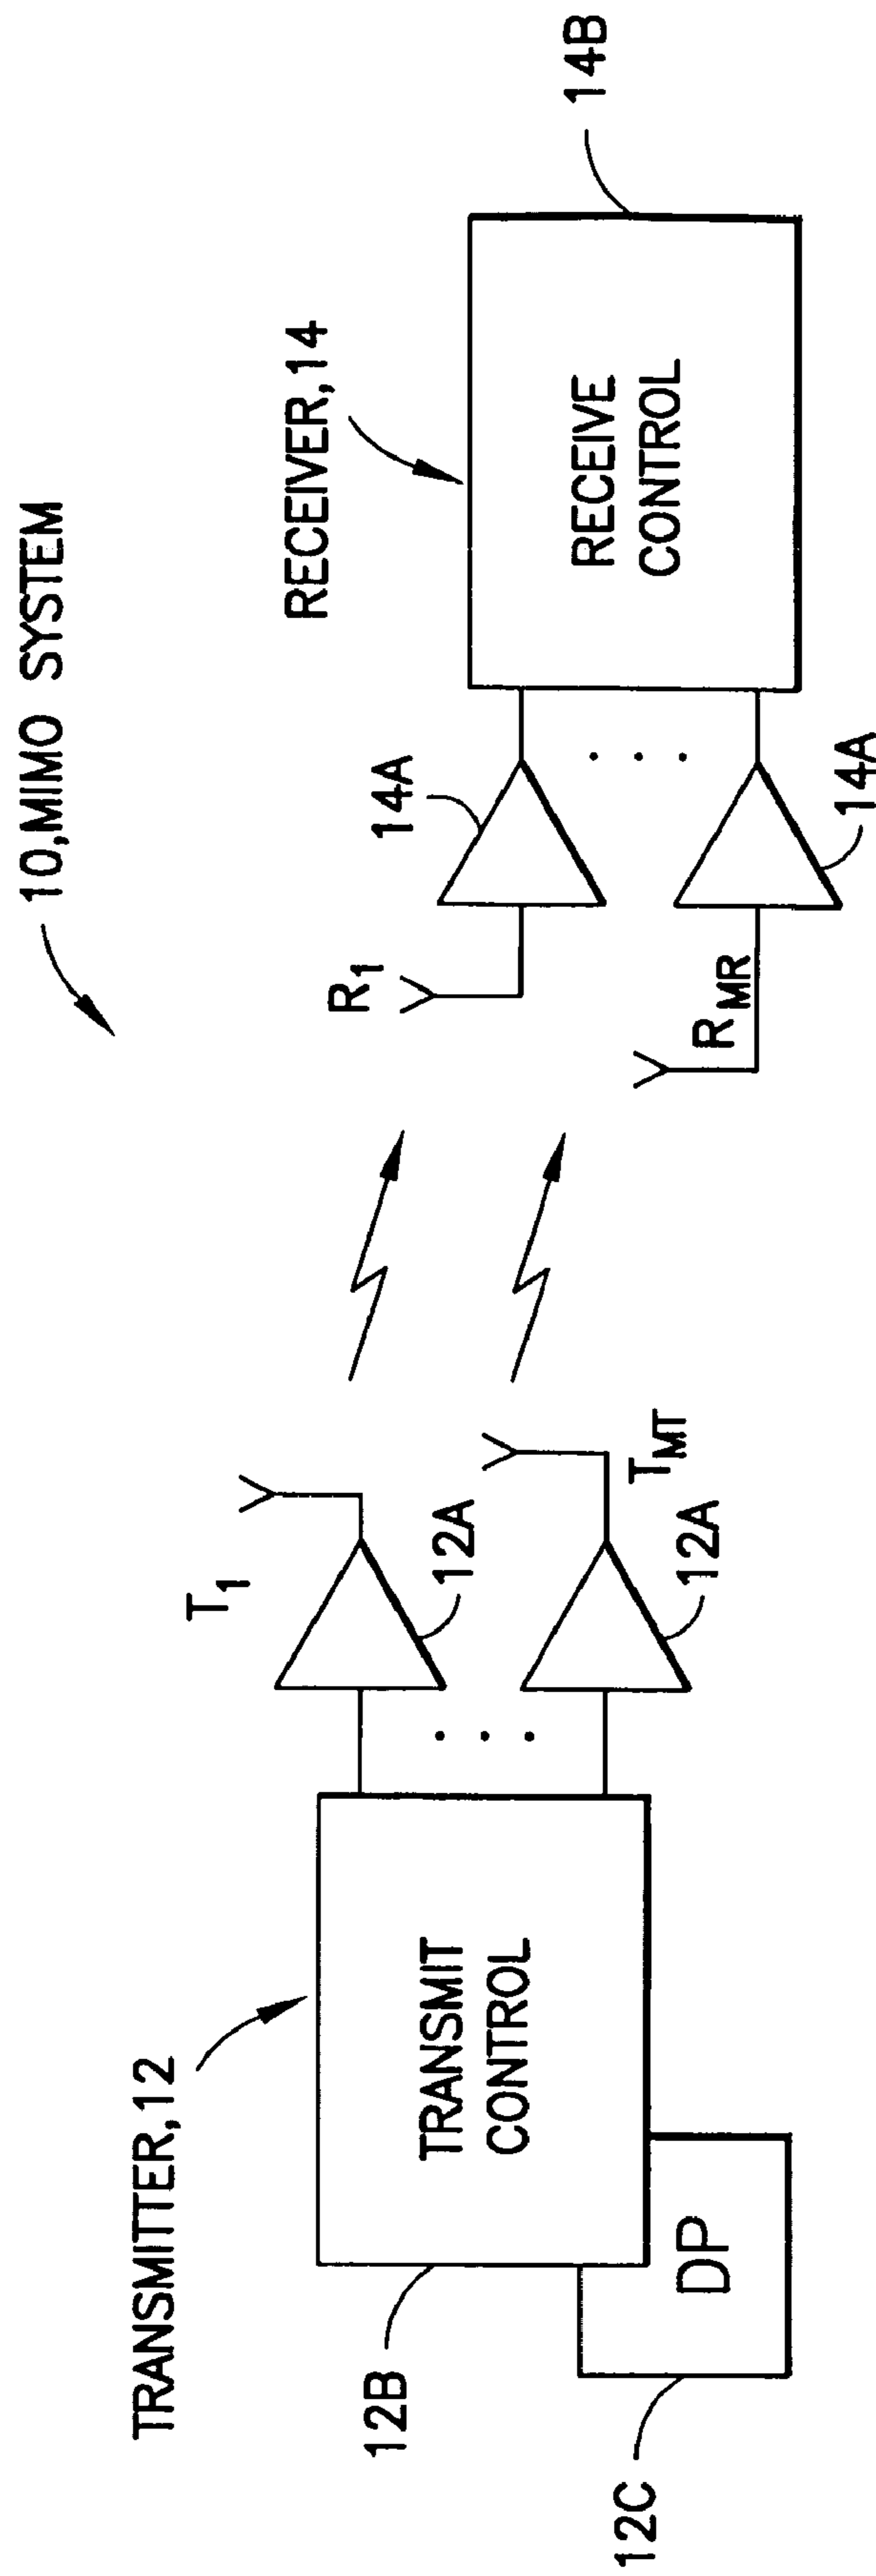 10,MIMO SYSTEM
TRANSMITTER,12
T1
12A
TRANSMIT
CONTROL
12B
TMT
12A
DP
12C
RECEIVER,14
R1
14A
RECEIVE
CONTROL
14B
RMR
14A